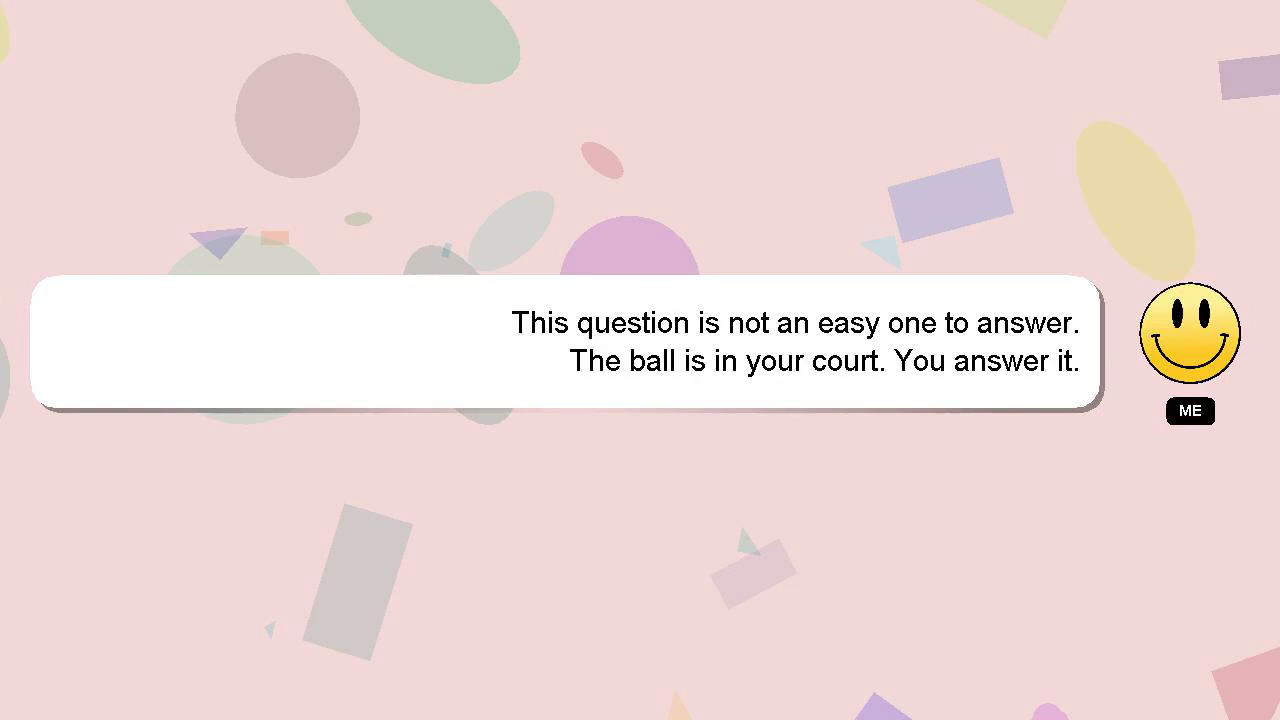 This question is not an easy one to answer.
The ball is in your court. You answer it.
ME